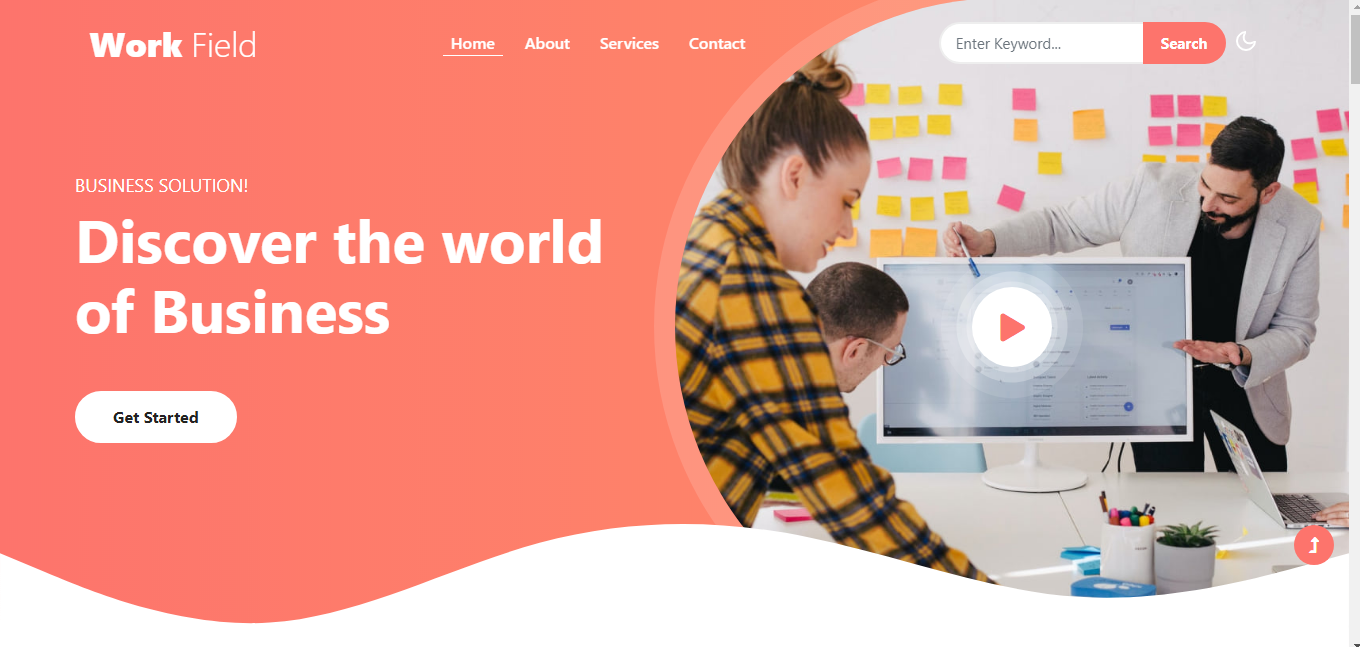 Work Field
Home
About
Services
Contact
Enter Keyword...
Search
BUSINESS SOLUTION!
Discover the world
of Business
Get Started